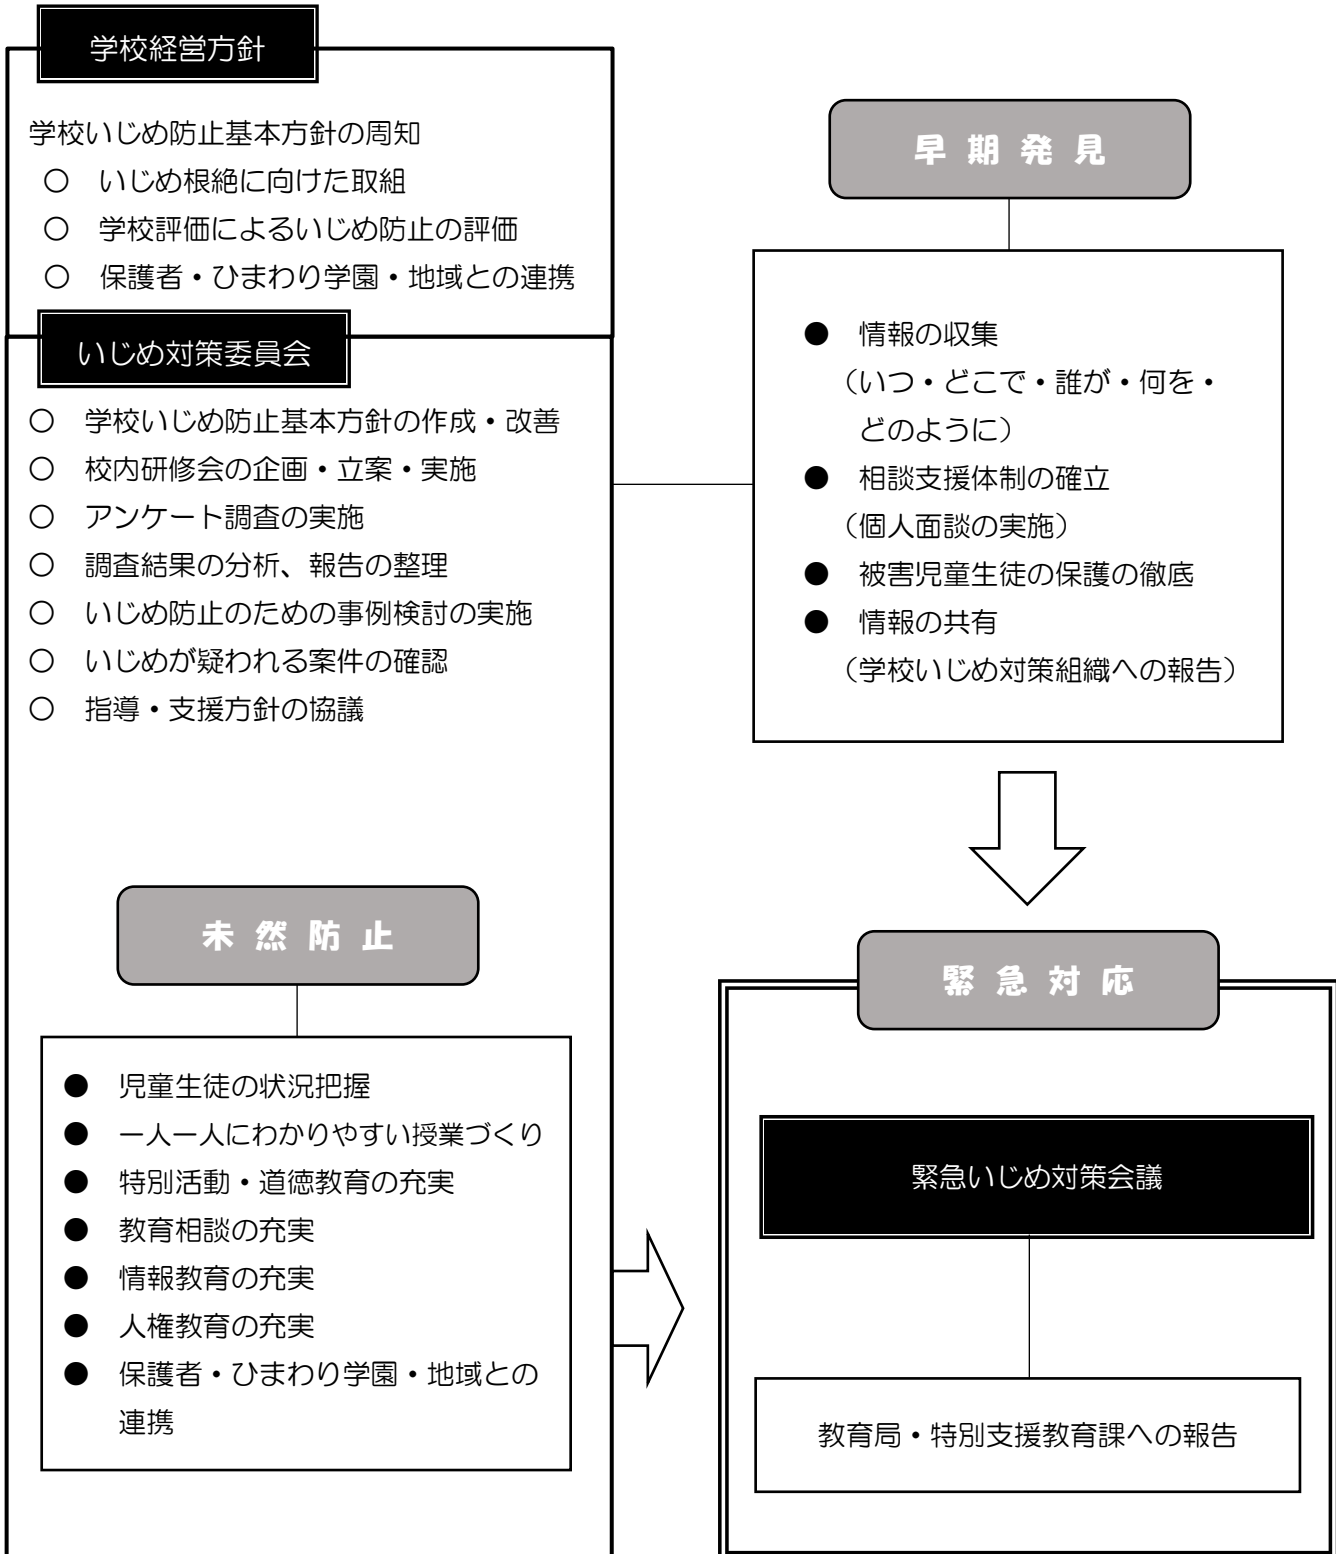 学校経営方針
学校いじめ防止基本方針の周知
○ いじめ根絶に向けた取組
○ 学校評価によるいじめ防止の評価
○ 保護者・ひまわり学園・地域との連携
いじめ対策委員会
○ 学校いじめ防止基本方針の作成・改善
○ 校内研修会の企画・立案・実施
○ アンケート調査の実施
○ 調査結果の分析、報告の整理
○ いじめ防止のための事例検討の実施
○ いじめが疑われる案件の確認
○ 指導・支援方針の協議
未然防止
● 児童生徒の状況把握
● 一人一人にわかりやすい授業づくり
● 特別活動・道徳教育の充実
● 教育相談の充実
● 情報教育の充実
● 人権教育の充実
● 保護者・ひまわり学園・地域との
連携
早期発見
● 情報の収集
（いつ・どこで・誰が・何を・
どのように）
● 相談支援体制の確立
（個人面談の実施）
● 被害児童生徒の保護の徹底
● 情報の共有
（学校いじめ対策組織への報告）
緊急対応
緊急いじめ対策会議
教育局・特別支援教育課への報告